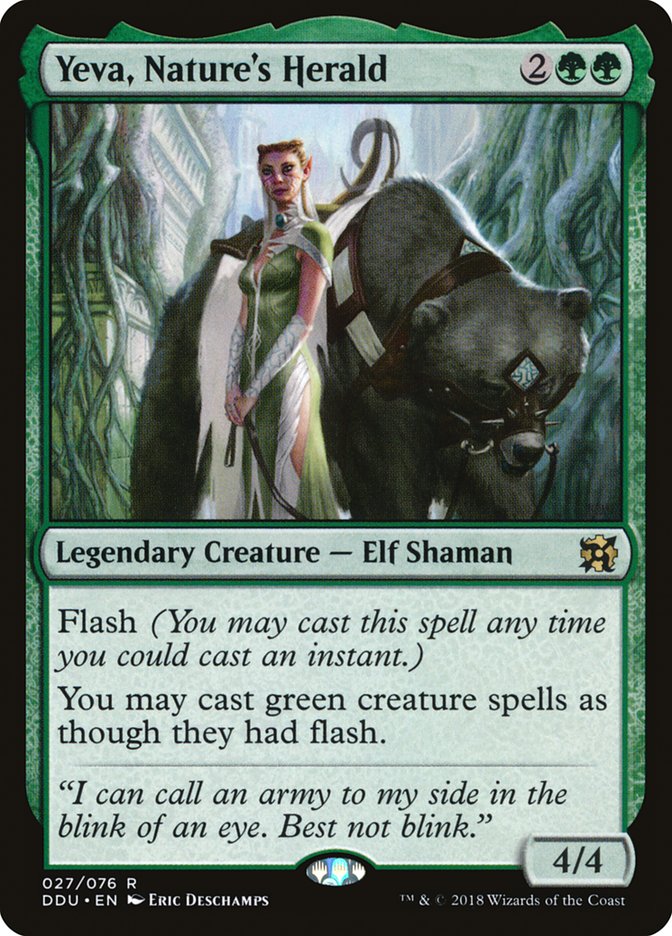 Yeva, Nature's Herald 2
Legendary Creature — Elf Shaman
Flash (You may cast this spell any time
you could cast an instant.)
You may cast green creature spells as
though they had flash.
“I can call an army to my side in the
blink of an eye. Best not blink.”
4/4
027/076 R
DDU • EN Eric Deschamps
™ & © 2018 Wizards of the Coast